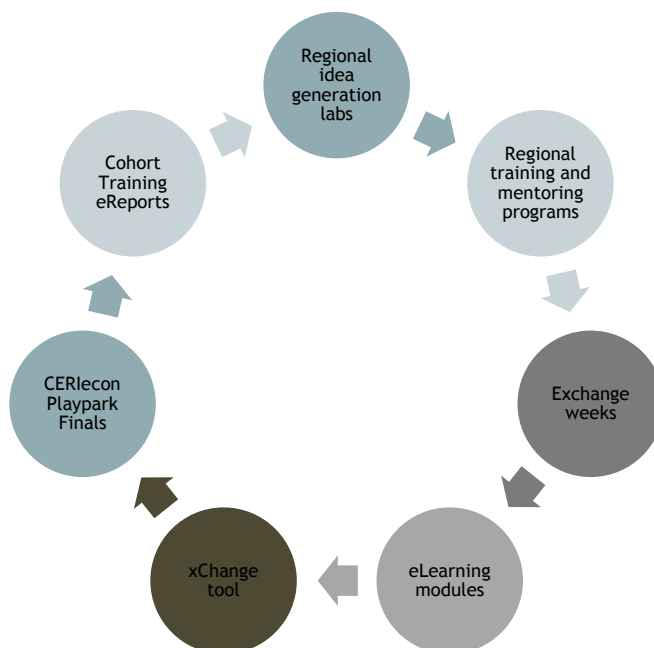 Regional
idea
generation
labs
Regional
training and
mentoring
programs
Exchange
weeks
eLearning
modules
xChange
tool
CERIecon
Playpark
Finals
Cohort
Training
eReports